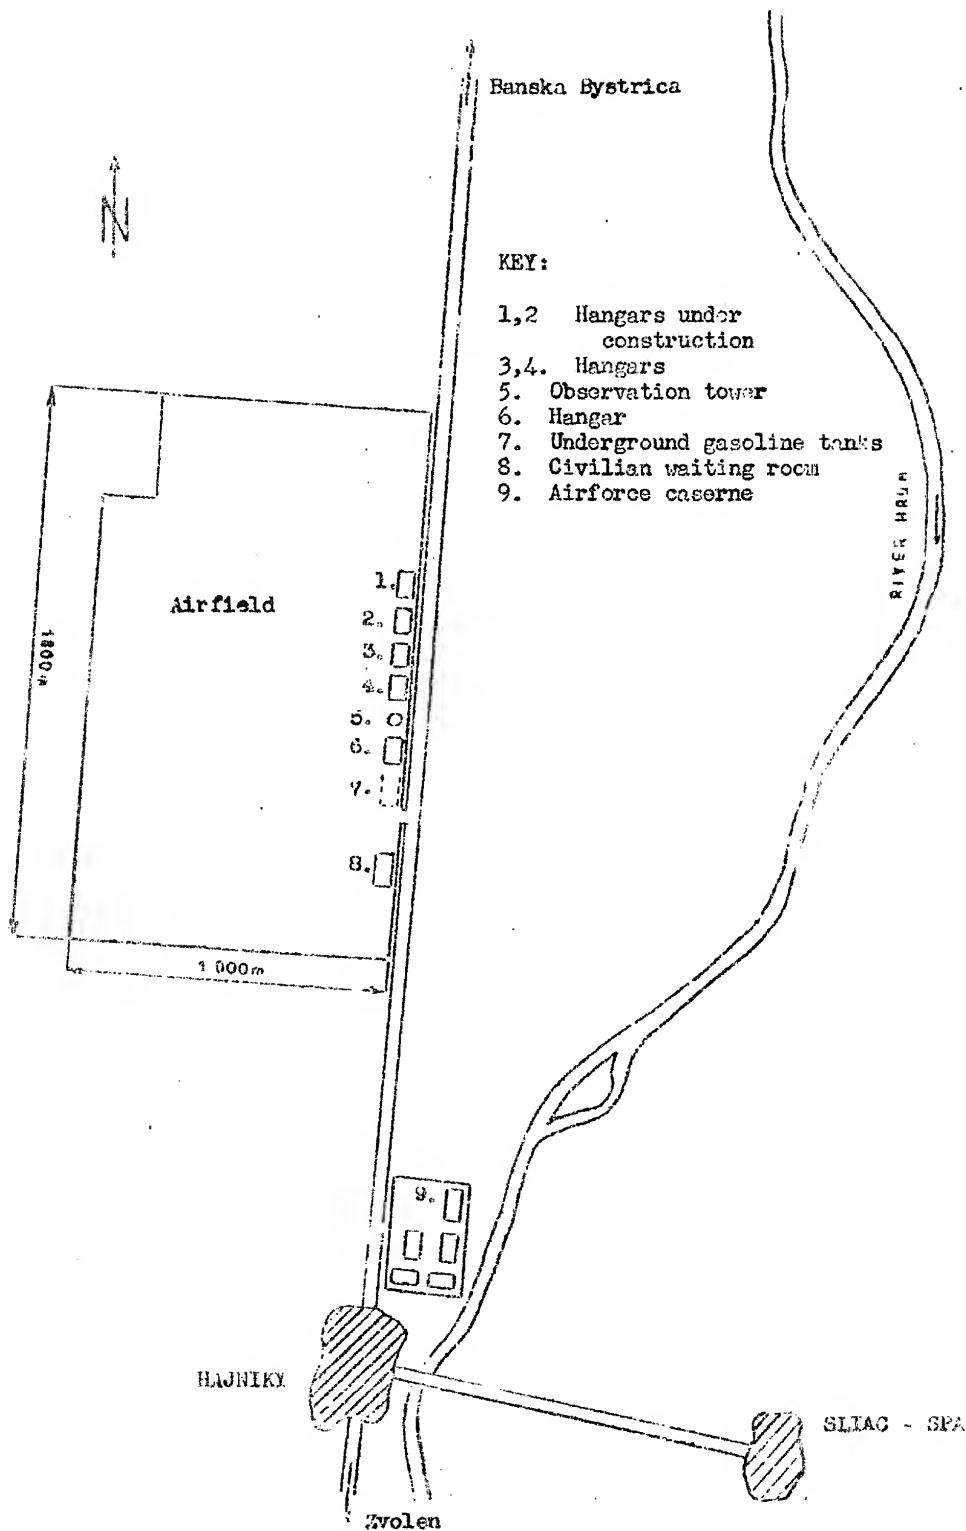 Banska Bystrica
N
KEY:
1,2 Hangars under
construction
3,4. Hangars
5. Observation tower
6. Hangar
7. Underground gasoline tanks
8. Civilian waiting room
9. Airforce caserne
RIVER HRON
Airfield
1800m
1.
2.
3.
4.
5.
6.
7.
8.
1 000m
9.
HAJNIKY
SLIAC - SPA
Zvolen